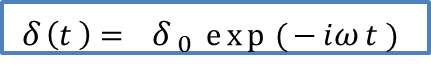 δ(t) = δ₀ exp(−iωt)